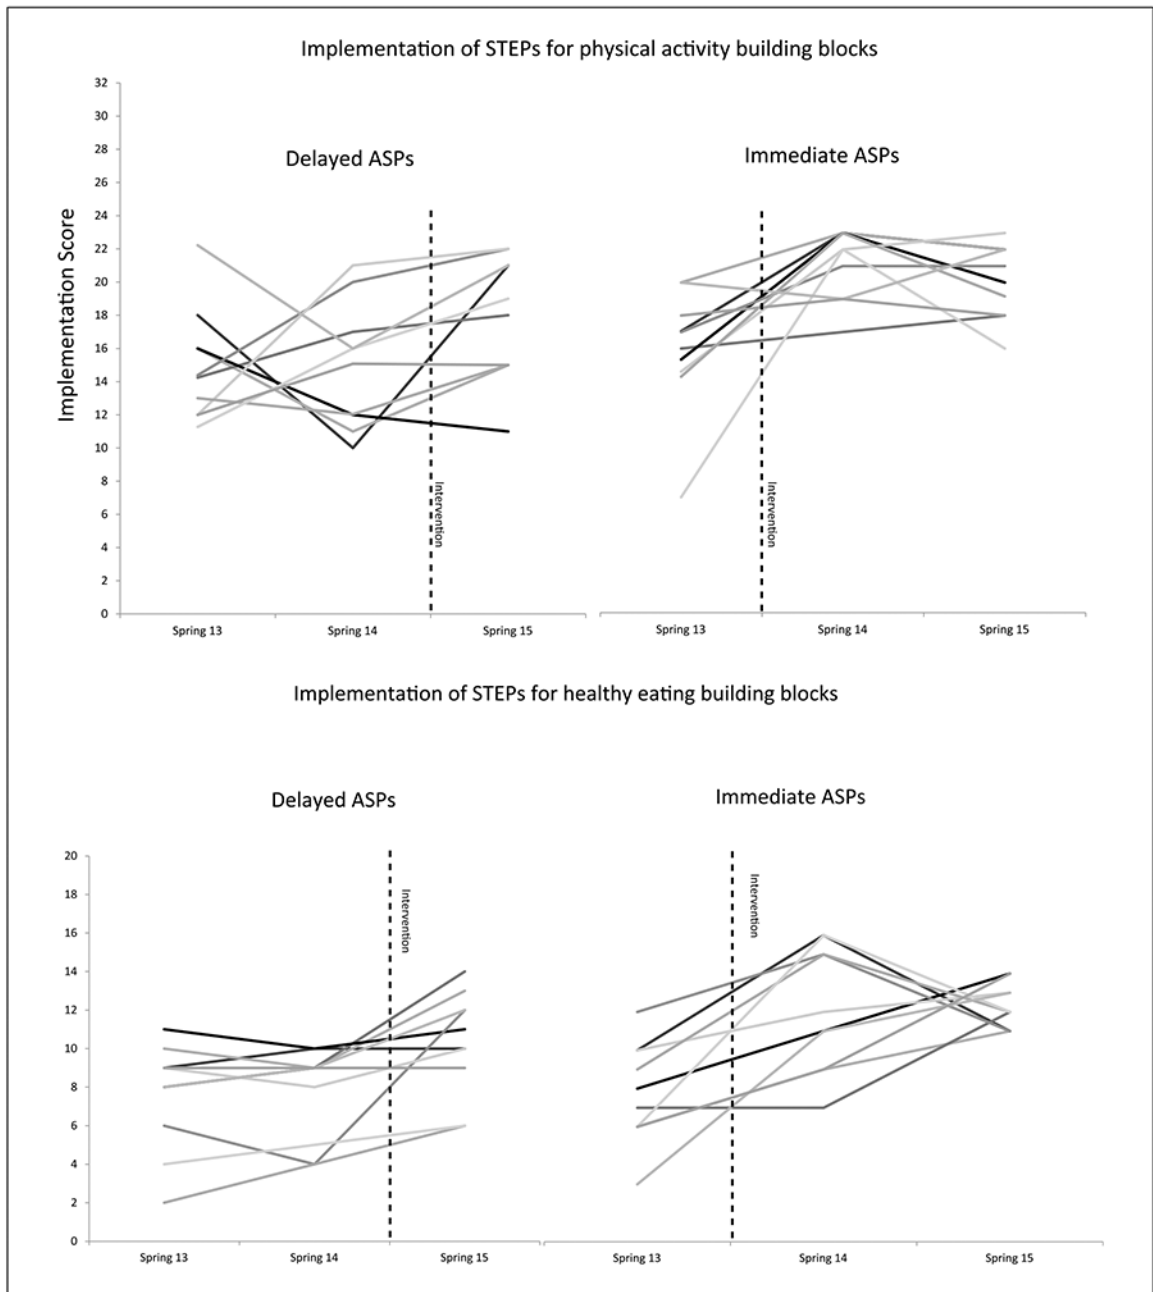 Implementation of STEPs for physical activity building blocks
Delayed ASPs
Immediate ASPs
Implementation Score
32
30
28
26
24
22
20
18
16
14
12
10
8
6
4
2
0
Intervention
Intervention
Spring 13
Spring 14
Spring 15
Spring 13
Spring 14
Spring 15
Implementation of STEPs for healthy eating building blocks
Delayed ASPs
Immediate ASPs
20
18
16
14
12
10
8
6
4
2
0
Intervention
Intervention
Spring 13
Spring 14
Spring 15
Spring 13
Spring 14
Spring 15